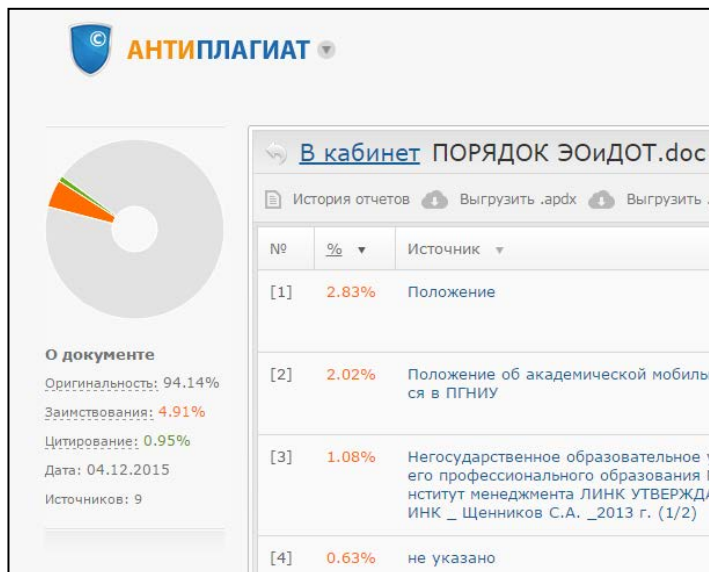 АНТИПЛАГИАТ
В кабинет ПОРЯДОК ЭОиДОТ.doc
История отчетов Выгрузить .apdx Выгрузить .
№ % Источник
[1] 2.83% Положение
[2] 2.02% Положение об академической мобиль
ся в ПГНИУ
[3] 1.08% Негосударственное образовательное
его профессионального образования
нститут менеджмента ЛИНК УТВЕРЖДА
ИНК _ Щенников С.А. _2013 г. (1/2)
[4] 0.63% не указано
О документе
Оригинальность: 94.14%
Заимствования: 4.91%
Цитирование: 0.95%
Дата: 04.12.2015
Источников: 9